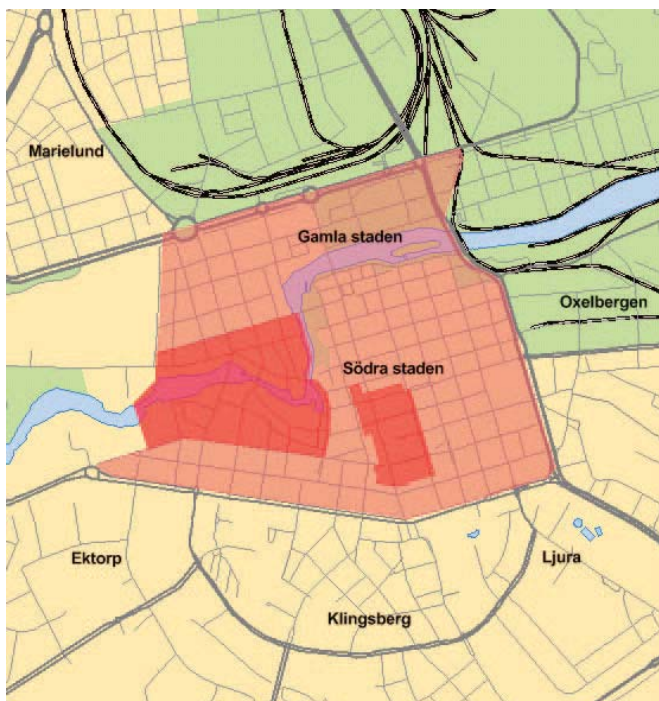 Marielund
Gamla staden
Oxelbergen
Södra staden
Ektorp
Ljura
Klingsberg